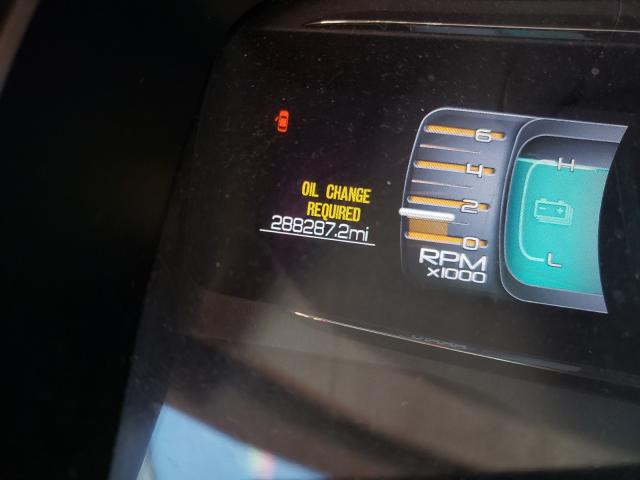 OIL CHANGE
REQUIRED
288287.2mi
6
4
2
0
RPM
x1000
H
L